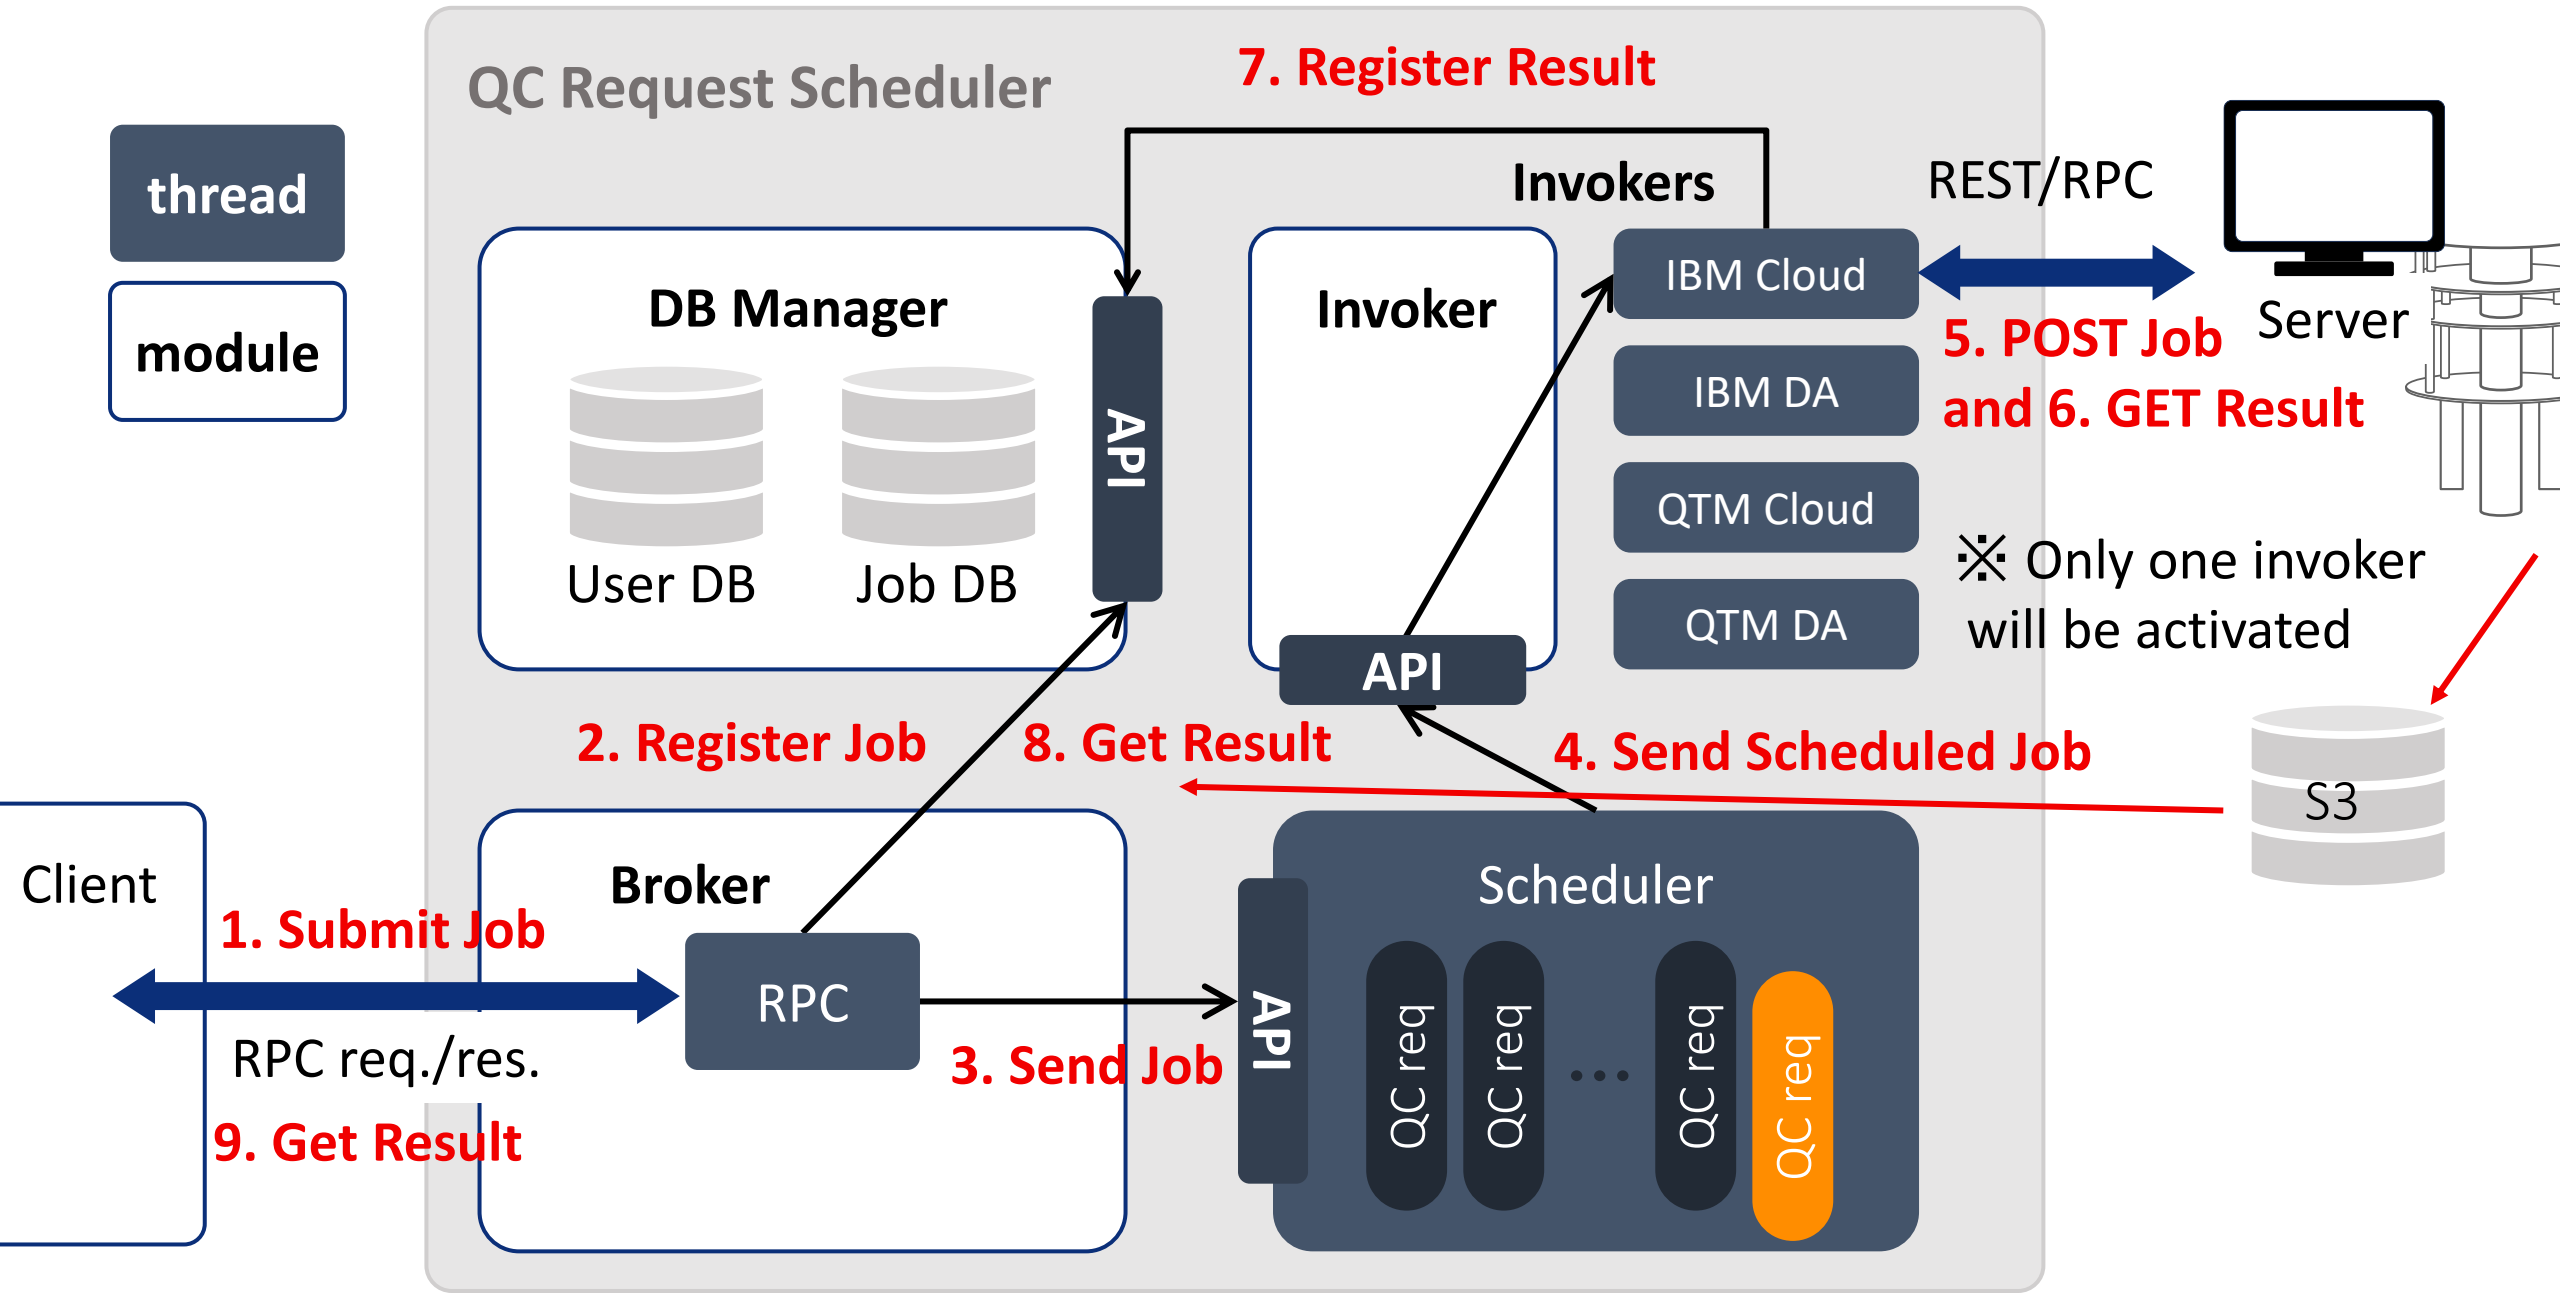 QC Request Scheduler
7. Register Result
thread
module
Invokers
REST/RPC
DB Manager
User DB
Job DB
API
Invoker
API
IBM Cloud
IBM DA
QTM Cloud
QTM DA
Server
5. POST Job
and 6. GET Result
※ Only one invoker
will be activated
2. Register Job
8. Get Result
4. Send Scheduled Job
S3
Client
1. Submit Job
RPC req./res.
9. Get Result
Broker
RPC
3. Send Job
API
Scheduler
QC req
QC req
...
QC req
QC req